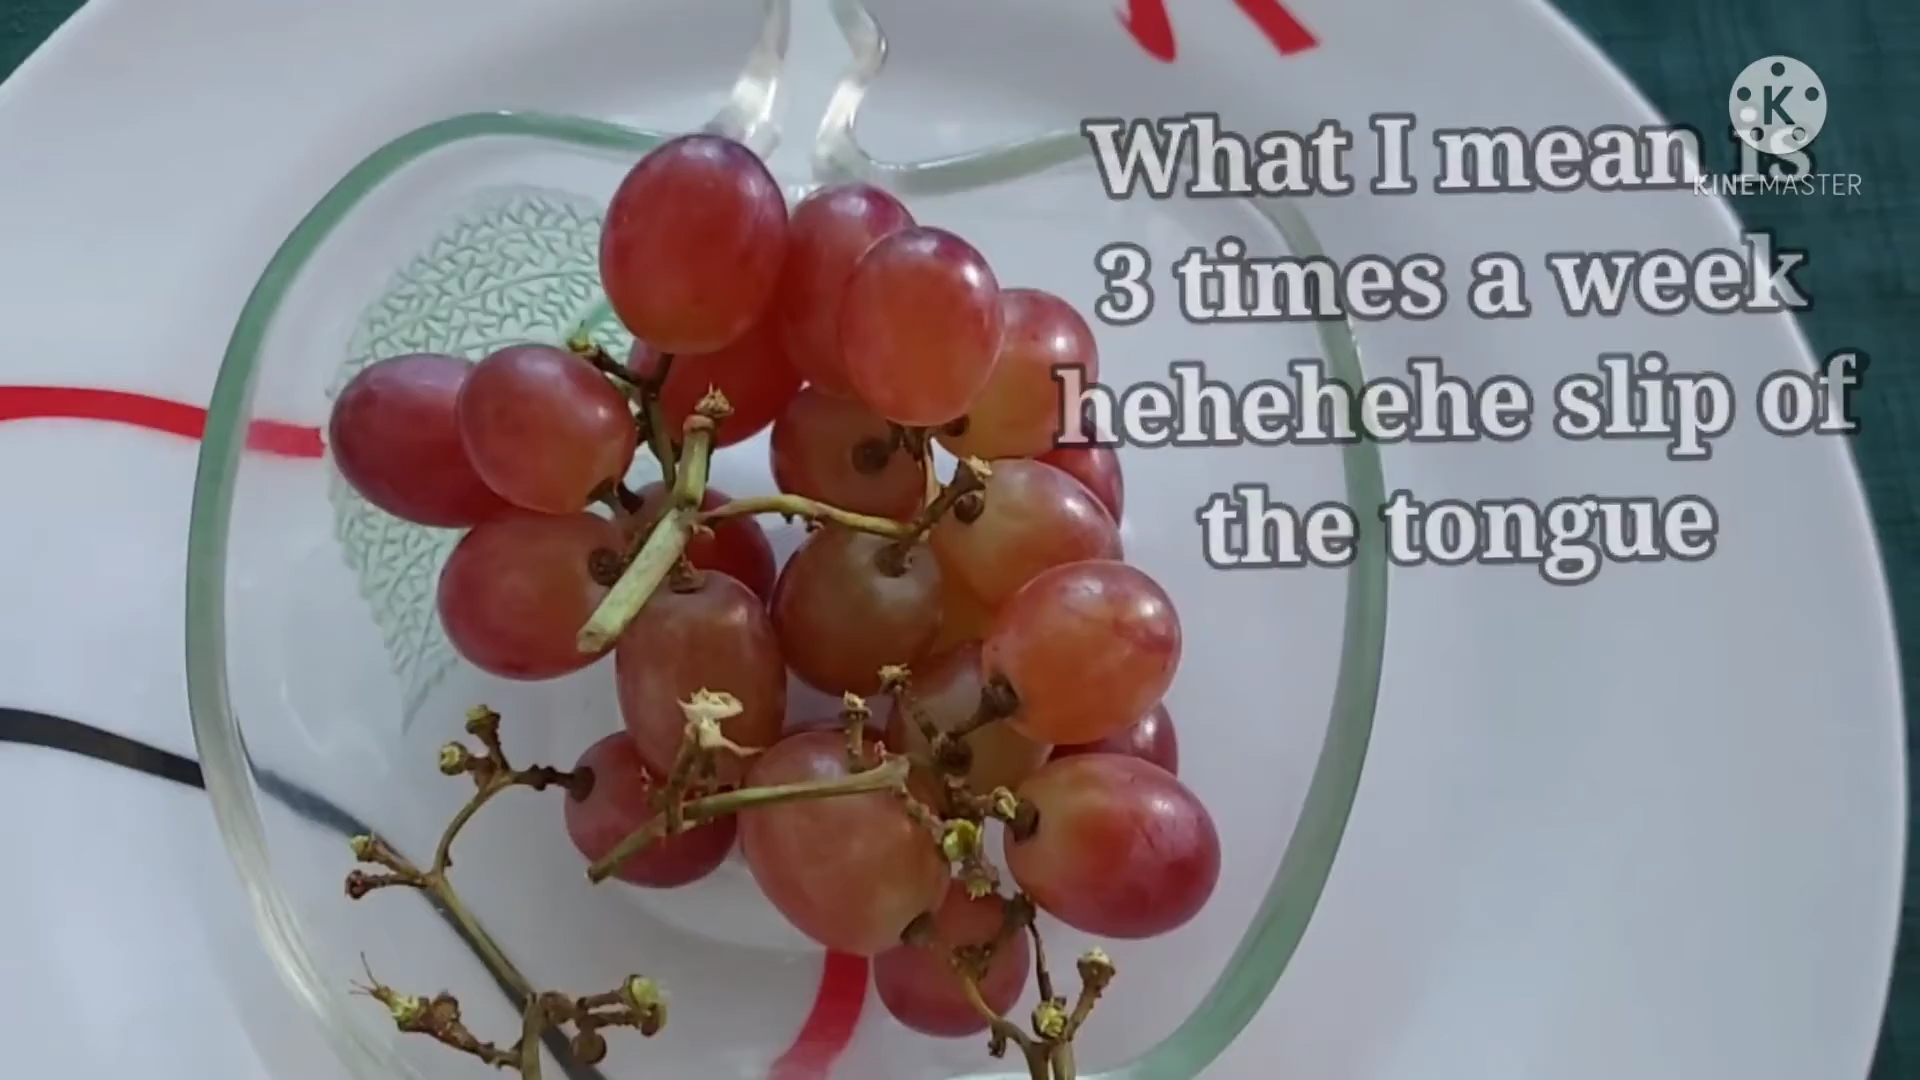 What I mean is
3 times a week
hehehehe slip of
the tongue
K
KINEMASTER